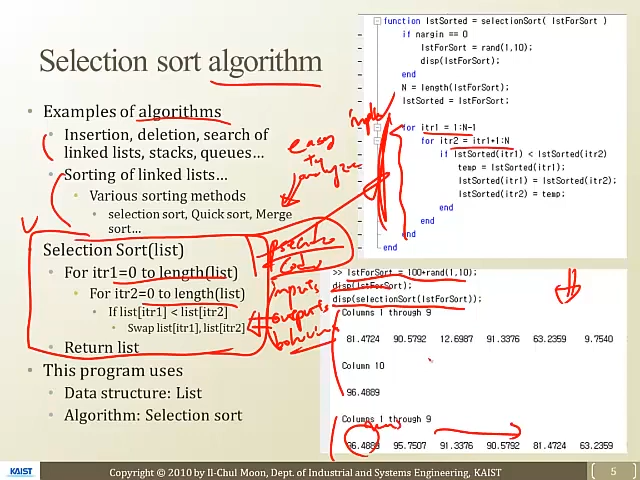 Selection sort algorithm
Examples of algorithms
Insertion, deletion, search of
linked lists, stacks, queues…
Sorting of linked lists…
Various sorting methods
selection sort, Quick sort, Merge
sort…
Selection Sort(list)
For itr1=0 to length(list)
For itr2=0 to length(list)
If list[itr1] < list[itr2]
Swap list[itr1], list[itr2]
Return list
This program uses
Data structure: List
Algorithm: Selection sort
easy
to
analyze
pseudo
code
inputs
outputs
behavior
function lstSorted = selectionSort( lstForSort )
if nargin == 0
lstForSort = rand(1,10);
disp(lstForSort);
end
N = length(lstForSort);
lstSorted = lstForSort;
for itr1 = 1:N-1
for itr2 = itr1+1:N
if lstSorted(itr1) < lstSorted(itr2)
temp = lstSorted(itr1);
lstSorted(itr1) = lstSorted(itr2);
lstSorted(itr2) = temp;
end
end
end
end
>> lstForSort = 100*rand(1,10);
disp(lstForSort);
disp(selectionSort(lstForSort));
Columns 1 through 9
81.4724 90.5792 12.6987 91.3376 63.2359 9.7540
Column 10
96.4889
Columns 1 through 9
96.4889 95.7507 91.3376 90.5792 81.4724 63.2359
KAIST
Copyright © 2010 by Il-Chul Moon, Dept. of Industrial and Systems Engineering, KAIST
5